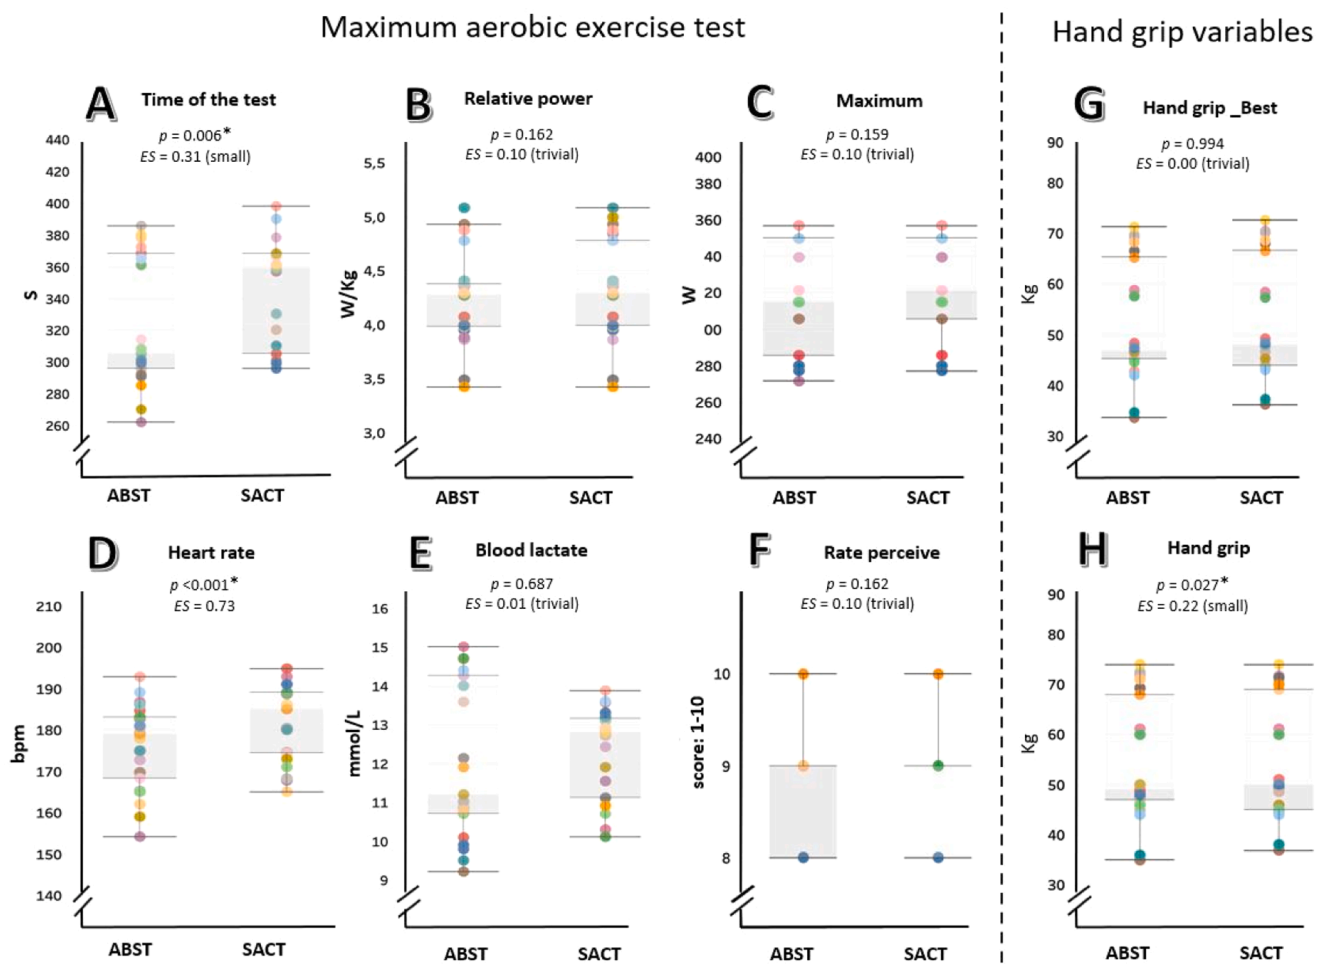 Maximum aerobic exercise test
Hand grip variables
A
Time of the test
p = 0.006*
ES = 0.31 (small)
440
420
400
380
360
340
320
300
280
260
S
ABST
SACT
B
Relative power
p = 0.162
ES = 0.10 (trivial)
5,5
5,0
4,5
4,0
3,5
3,0
W/Kg
ABST
SACT
C
Maximum
p = 0.159
ES = 0.10 (trivial)
400
380
360
40
20
00
280
260
240
W
ABST
SACT
G
Hand grip _Best
p = 0.994
ES = 0.00 (trivial)
90
80
70
60
50
40
30
Kg
ABST
SACT
D
Heart rate
p <0.001*
ES = 0.73
210
200
190
180
170
160
150
140
bpm
ABST
SACT
E
Blood lactate
p = 0.687
ES = 0.01 (trivial)
16
15
14
13
12
11
10
9
mmol/L
ABST
SACT
F
Rate perceive
p = 0.162
ES = 0.10 (trivial)
10
9
8
score: 1-10
ABST
SACT
H
Hand grip
p = 0.027*
ES = 0.22 (small)
90
80
70
60
50
40
30
Kg
ABST
SACT